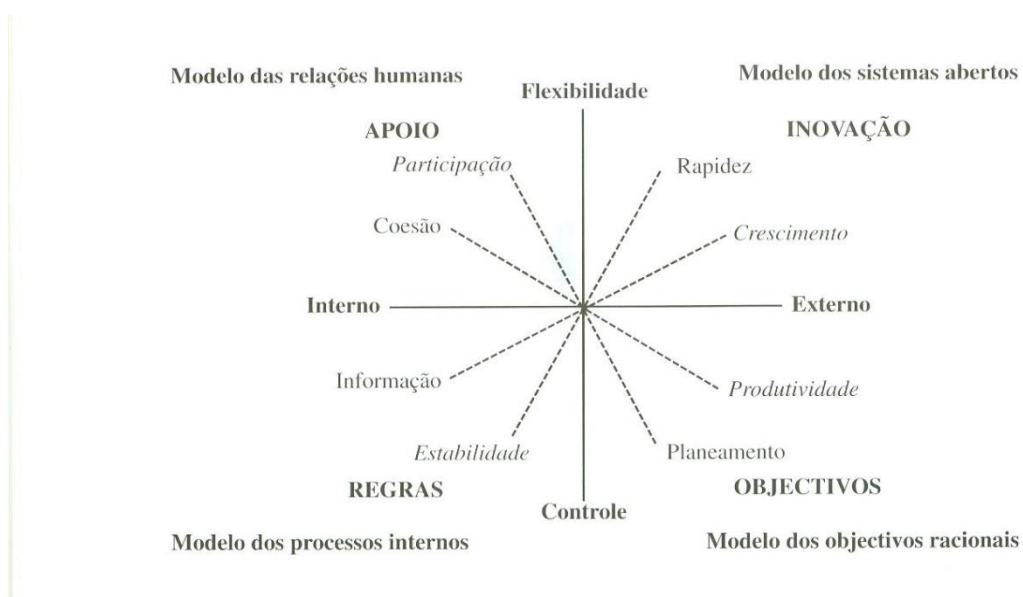 Modelo das relações humanas
Modelo dos sistemas abertos
Flexibilidade
APOIO
INOVAÇÃO
Participação
Rapidez
Coesão
Crescimento
Interno
Externo
Informação
Produtividade
Estabilidade
Planeamento
REGRAS
OBJECTIVOS
Controle
Modelo dos processos internos
Modelo dos objectivos racionais